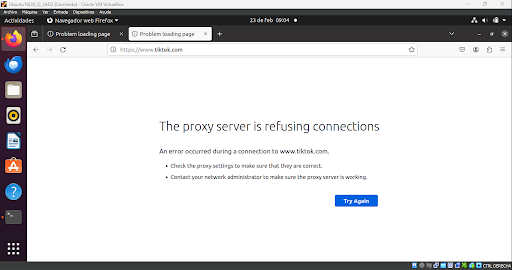 [Corriendo] - Oracle VM VirtualBox
Archivo Máquina Ver Entrada Dispositivos Ayuda
Actividades Navegador web Firefox 23 de feb 09:04
Problem loading page Problem loading page
https://www.tiktok.com
The proxy server is refusing connections
An error occurred during a connection to www.tiktok.com.
Check the proxy settings to make sure that they are correct.
Contact your network administrator to make sure the proxy server is working.
Try Again
CTRL DERECHA